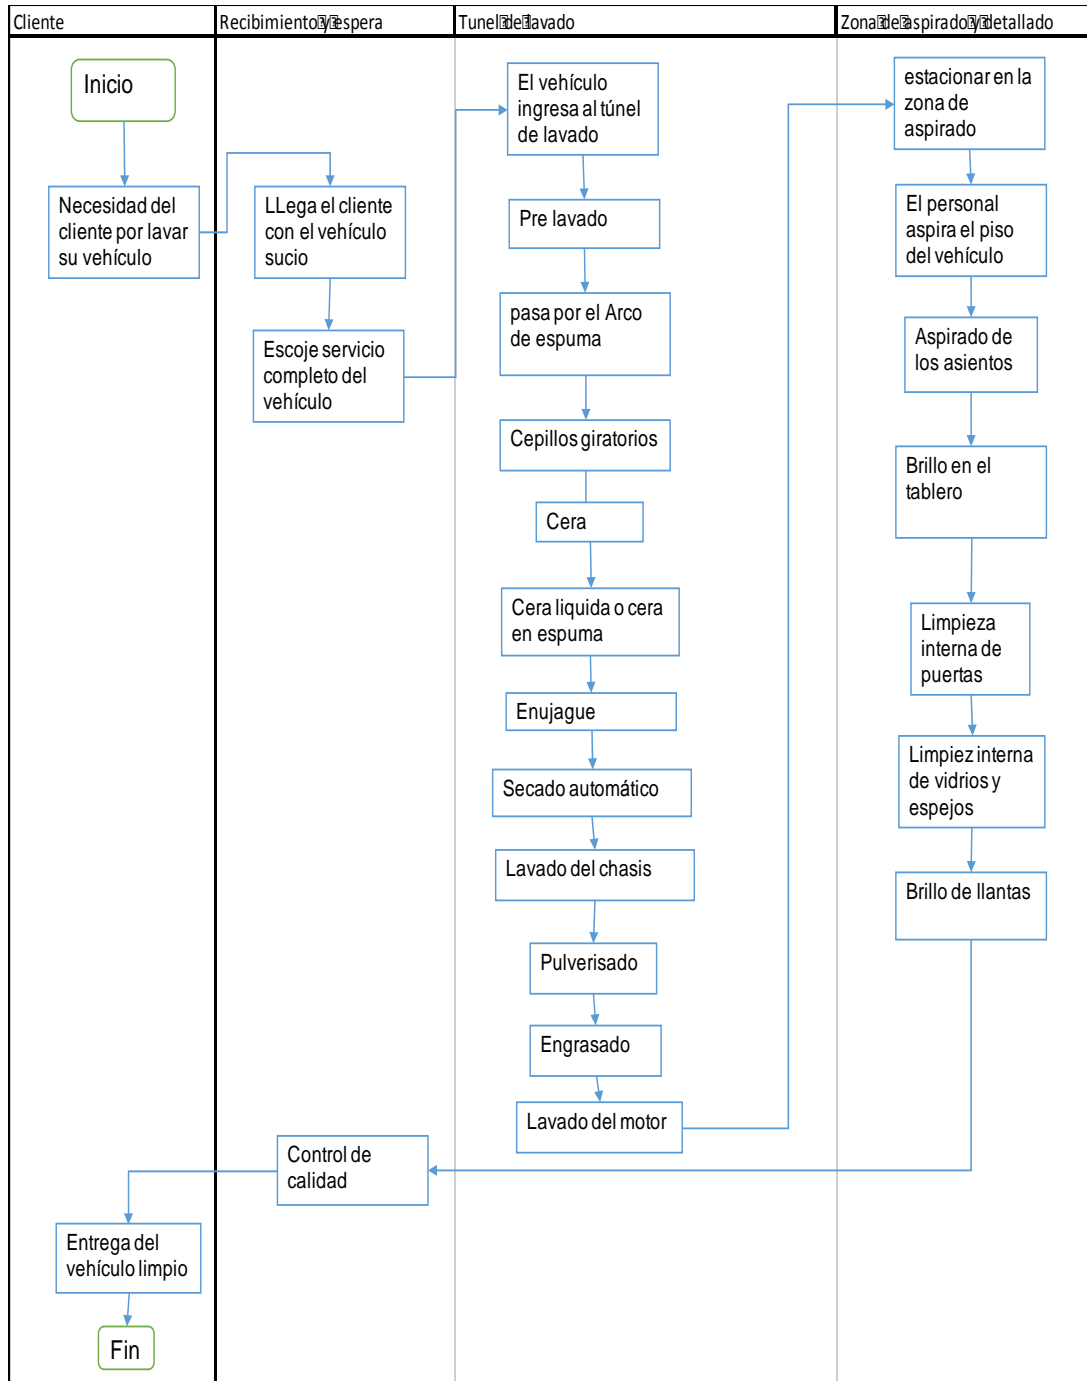 Cliente
Recibimiento y espera
Tunel de lavado
Zona de aspirado y detallado
Inicio
Necesidad del
cliente por lavar
su vehículo
LLega el cliente
con el vehículo
sucio
Escoje servicio
completo del
vehículo
El vehículo
ingresa al túnel
de lavado
Pre lavado
pasa por el Arco
de espuma
Cepillos giratorios
Cera
Cera liquida o cera
en espuma
Enujague
Secado automático
Lavado del chasis
Pulverisado
Engrasado
Lavado del motor
estacionar en la
zona de
aspirado
El personal
aspira el piso
del vehículo
Aspirado de
los asientos
Brillo en el
tablero
Limpieza
interna de
puertas
Limpiez interna
de vidrios y
espejos
Brillo de llantas
Control de
calidad
Entrega del
vehículo limpio
Fin